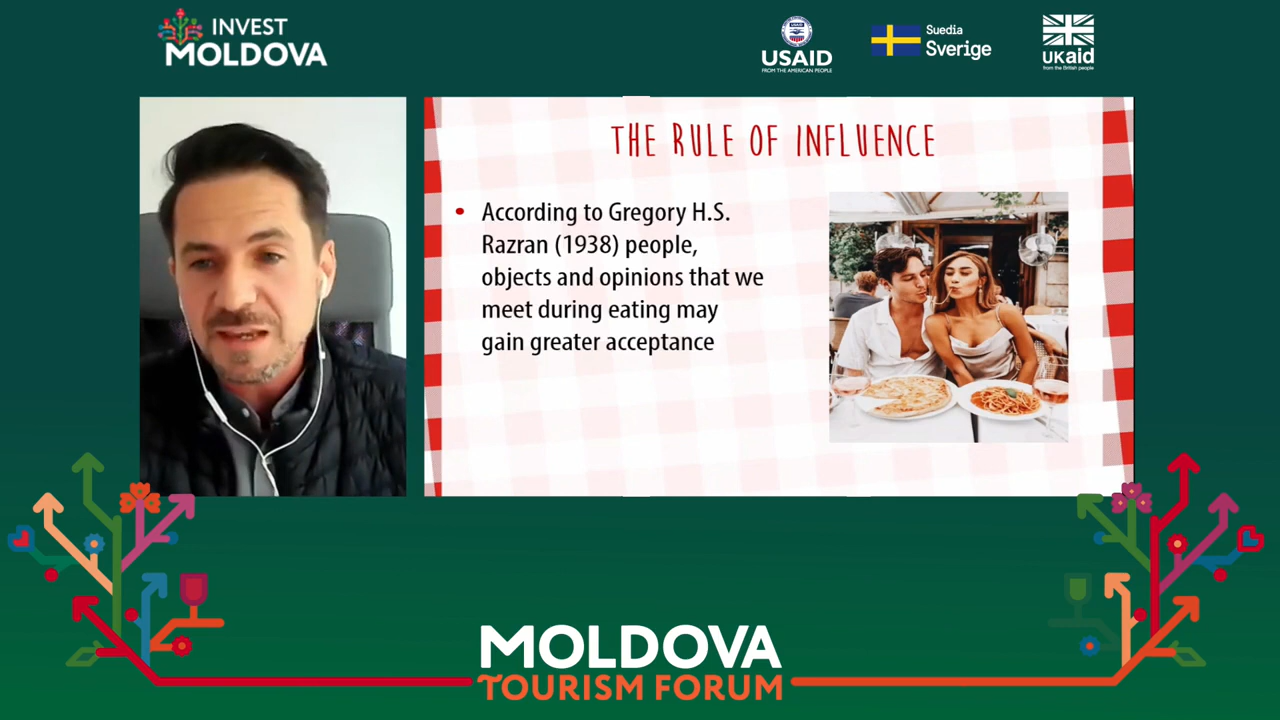 INVEST
MOLDOVA
USAID
FROM THE AMERICAN PEOPLE
Suedia
Sverige
UKaid
from the British people
THE RULE OF INFLUENCE
• According to Gregory H.S.
Razran (1938) people,
objects and opinions that we
meet during eating may
gain greater acceptance
MOLDOVA
TOURISM FORUM